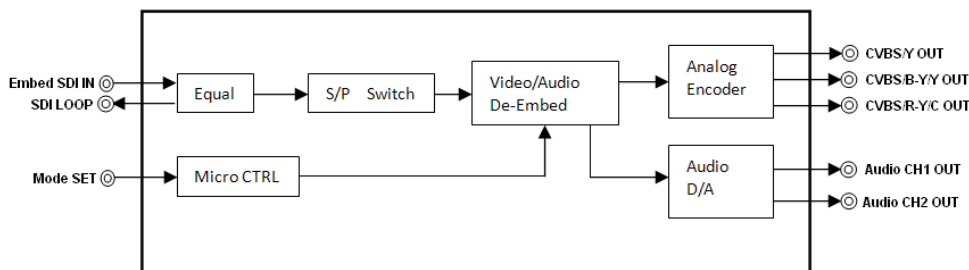 Embed SDI IN
SDI LOOP
Mode SET
Equal
S/P Switch
Micro CTRL
Video/Audio
De-Embed
Analog
Encoder
Audio
D/A
CVBS/Y OUT
CVBS/B-Y/Y OUT
CVBS/R-Y/C OUT
Audio CH1 OUT
Audio CH2 OUT